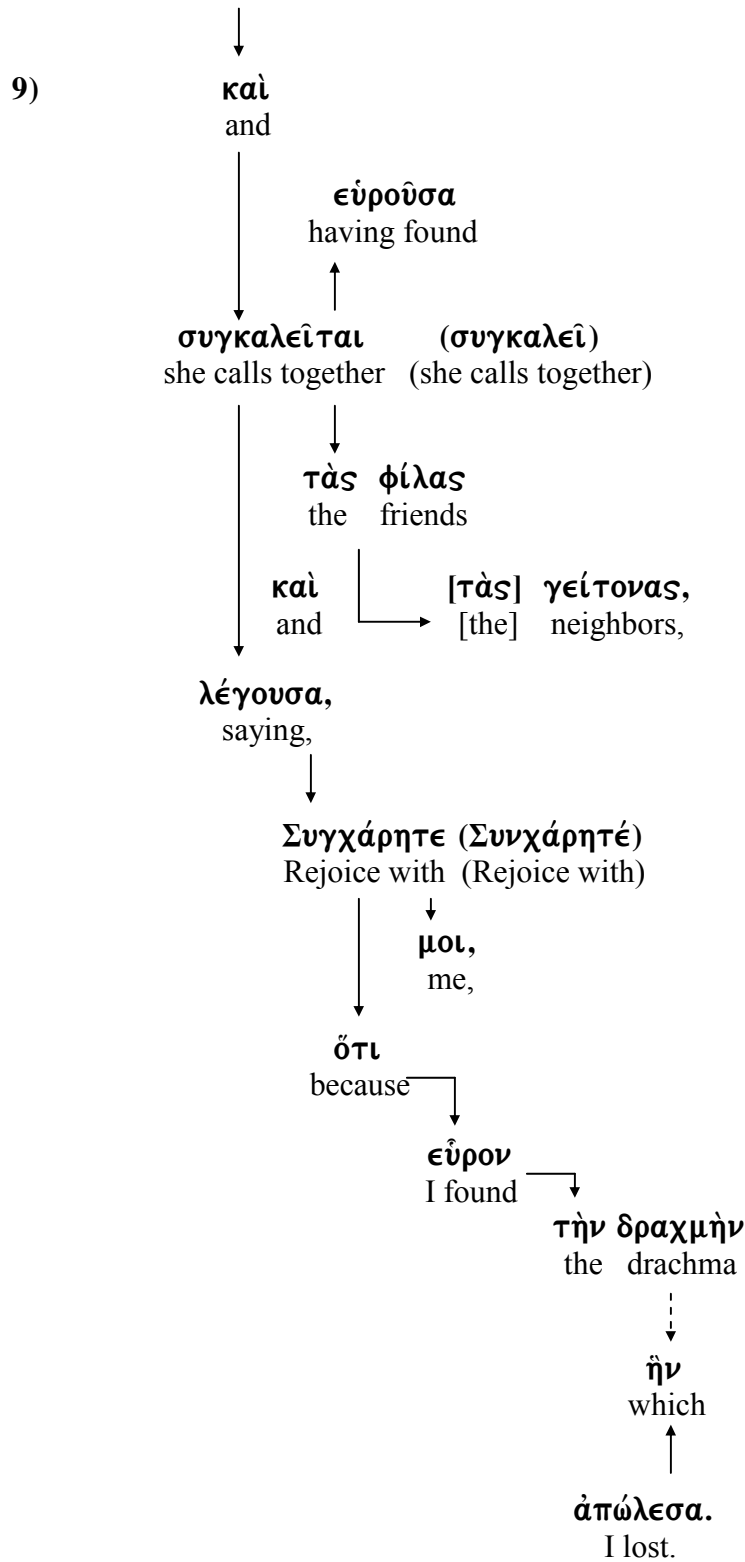 9) καὶ
and
εὑροῦσα
having found
συγκαλεῖται (συγκαλεῖ)
she calls together (she calls together)
τὰς φίλας
the friends
καὶ [τὰς] γείτονας,
and [the] neighbors,
λέγουσα,
saying,
Συγχάρητε (Συνχάρητέ)
Rejoice with (Rejoice with)
μοι,
me,
ὅτι
because
εὗρον
I found
τὴν δραχμὴν
the drachma
ἣν
which
ἀπώλεσα.
I lost.